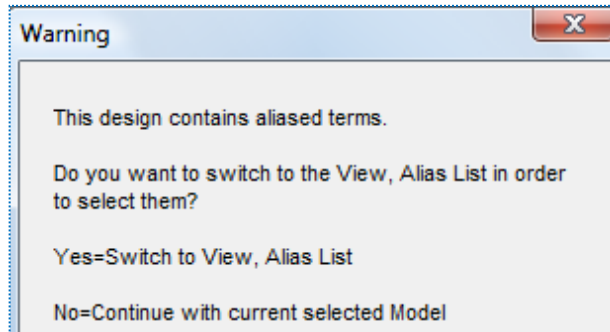 Warning
This design contains aliased terms.
Do you want to switch to the View, Alias List in order
to select them?
Yes=Switch to View, Alias List
No=Continue with current selected Model